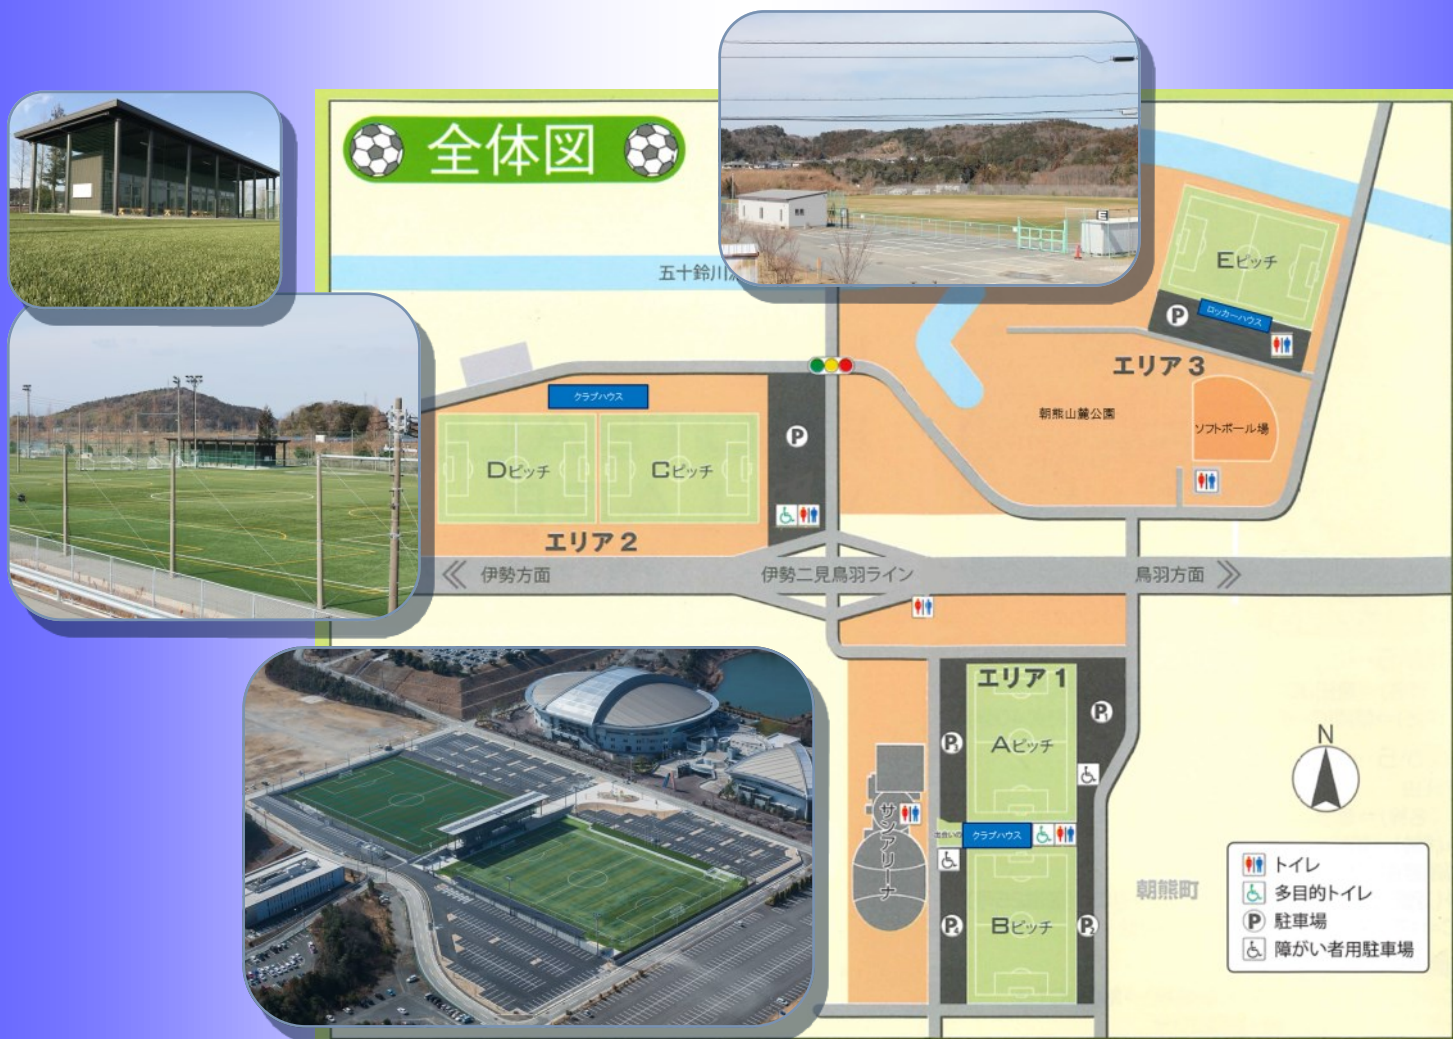 全体図
五十鈴川
Eピッチ
ロッカーハウス
P
エリア3
朝熊山麓公園
ソフトボール場
クラブハウス
P
Dピッチ
Cピッチ
エリア2
伊勢方面
伊勢二見鳥羽ライン
鳥羽方面
エリア1
P1
P3
Aピッチ
サンアリーナ
クラブハウス
Bピッチ
P4
P2
朝熊町
N
トイレ
多目的トイレ
P 駐車場
障がい者用駐車場
E